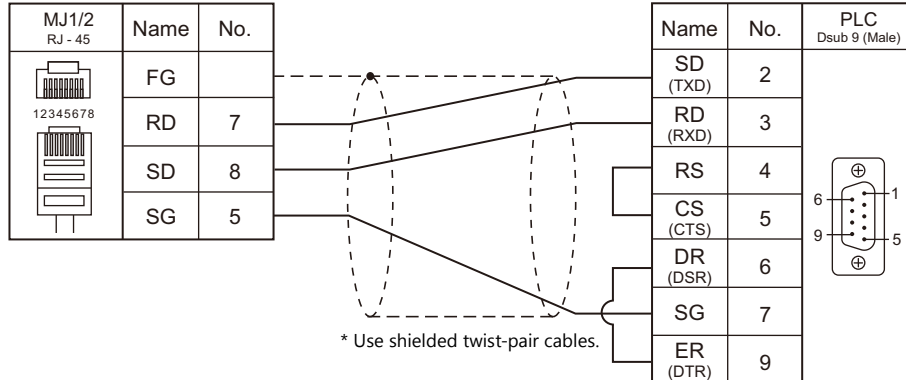 MJ1/2
RJ - 45
Name
No.
12345678
FG
RD 7
SD 8
SG 5
* Use shielded twist-pair cables.
Name
No.
PLC
Dsub 9 (Male)
SD
(TXD)
2
RD
(RXD)
3
RS
4
CS
(CTS)
5
DR
(DSR)
6
SG
7
ER
(DTR)
9
6
1
9
5